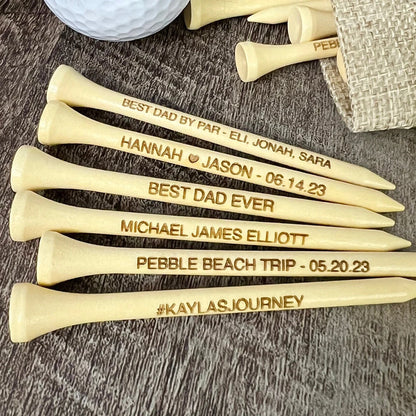 PEBBLE
BEST DAD BY PAR - ELI, JONAH, SARA
HANNAH ♥ JASON - 06.14.23
BEST DAD EVER
MICHAEL JAMES ELLIOTT
PEBBLE BEACH TRIP - 05.20.23
#KAYLASJOURNEY